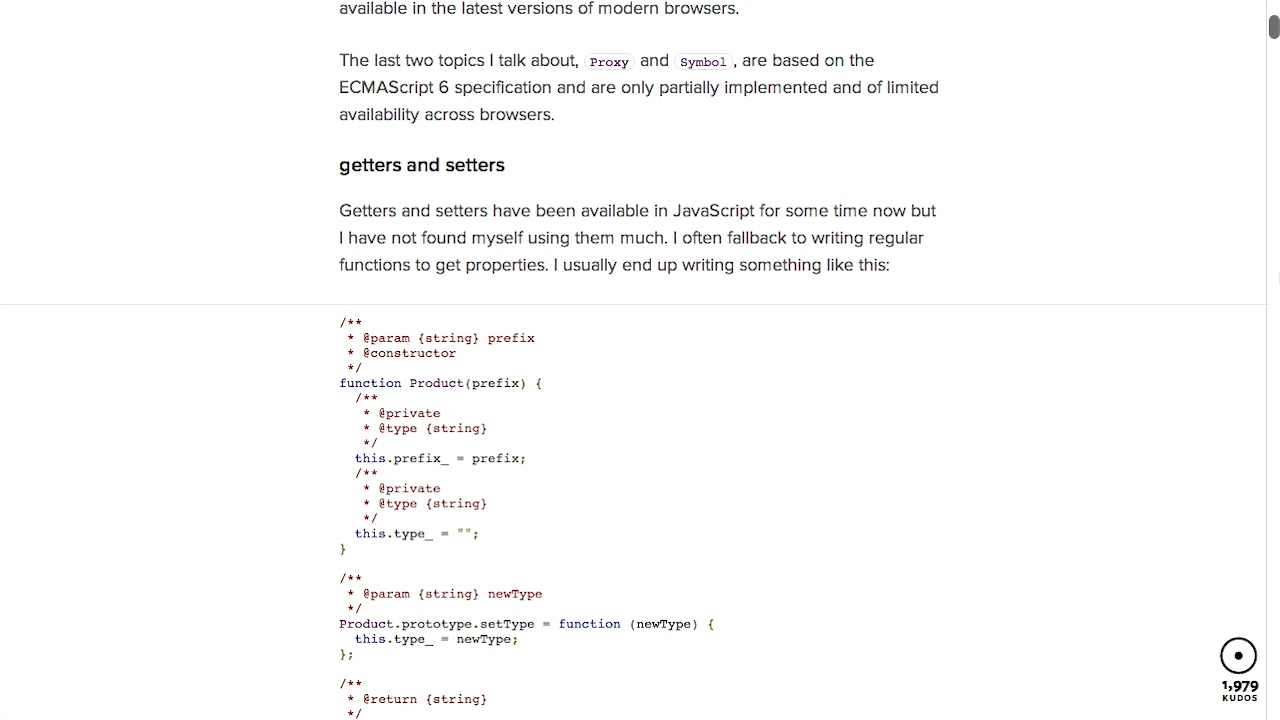 available in the latest versions of modern browsers.
The last two topics I talk about, Proxy and Symbol , are based on the
ECMAScript 6 specification and are only partially implemented and of limited
availability across browsers.
getters and setters
Getters and setters have been available in JavaScript for some time now but
I have not found myself using them much. I often fallback to writing regular
functions to get properties. I usually end up writing something like this:
/**
 * @param {string} prefix
 * @constructor
 */
function Product(prefix) {
  /**
   * @private
   * @type {string}
   */
  this.prefix_ = prefix;
  /**
   * @private
   * @type {string}
   */
  this.type_ = "";
}
/**
 * @param {string} newType
 */
Product.prototype.setType = function (newType) {
  this.type_ = newType;
};
/**
 * @return {string}
 */
1,979
KUDOS